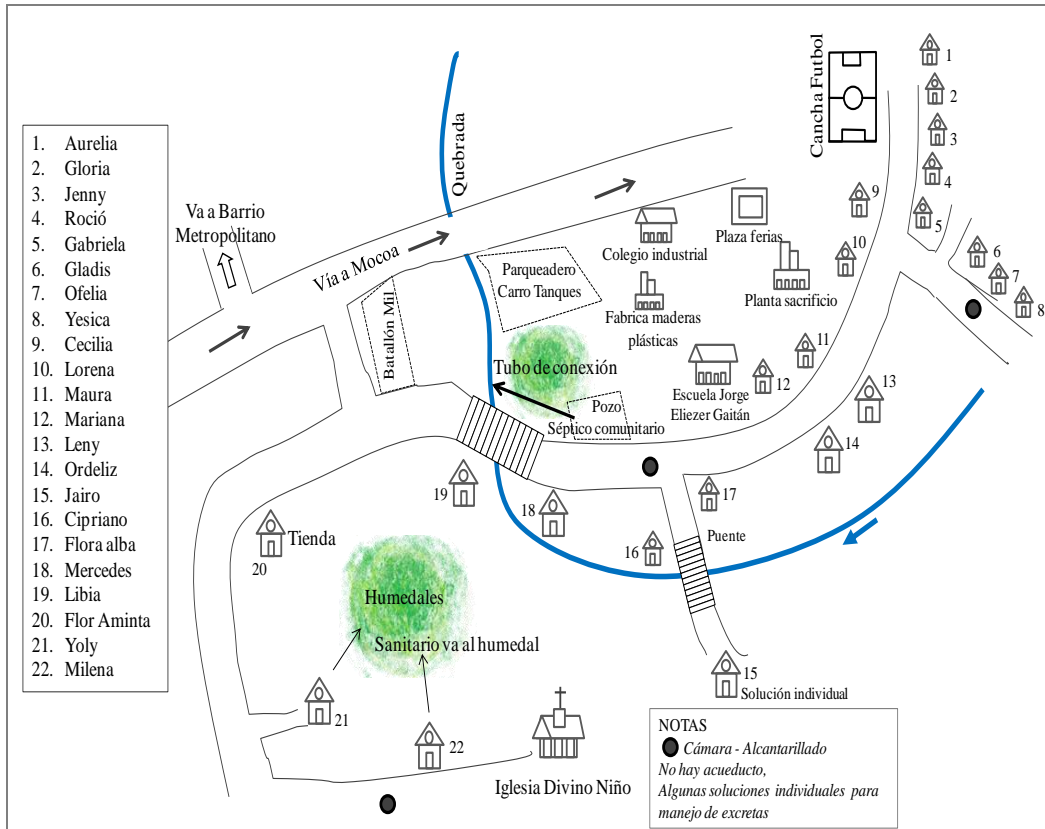 1. Aurelia
2. Gloria
3. Jenny
4. Roció
5. Gabriela
6. Gladis
7. Ofelia
8. Yesica
9. Cecilia
10. Lorena
11. Maura
12. Mariana
13. Leny
14. Ordeliz
15. Jairo
16. Cipriano
17. Flora alba
18. Mercedes
19. Libia
20. Flor Aminta
21. Yoly
22. Milena
Va a Barrio
Metropolitano
Quebrada
Vía a Mocoa
Cancha Futbol
1
2
3
4
5
6
7
8
9
10
11
12
13
14
Plaza ferias
Colegio industrial
Planta sacrificio
Parqueadero
Carro Tanques
Fabrica maderas
plásticas
Batallón Mil
Tubo de conexión
Escuela Jorge
Eliezer Gaitán
Pozo
Séptico comunitario
19
18
17
16
Puente
Tienda
20
Humedales
Sanitario va al humedal
21
22
15
Solución individual
Iglesia Divino Niño
NOTAS
Cámara - Alcantarillado
No hay acueducto,
Algunas soluciones individuales para
manejo de excretas